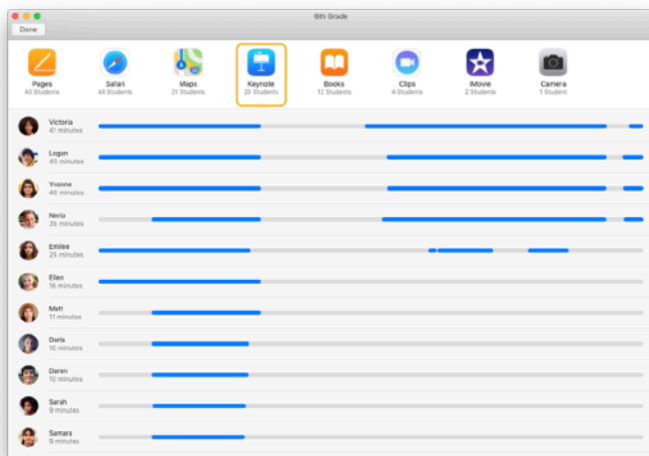 6th Grade
Done
Pages
All Students
Safari
All Students
Maps
21 Students
Keynote
20 Students
Books
12 Students
Clips
4 Students
iMovie
2 Students
Camera
1 Student
Victoria
41 minutes
Logan
40 minutes
Yvonne
40 minutes
Nerio
35 minutes
Emilee
25 minutes
Ellen
16 minutes
Matt
11 minutes
Darla
10 minutes
Daren
10 minutes
Sarah
9 minutes
Samara
9 minutes